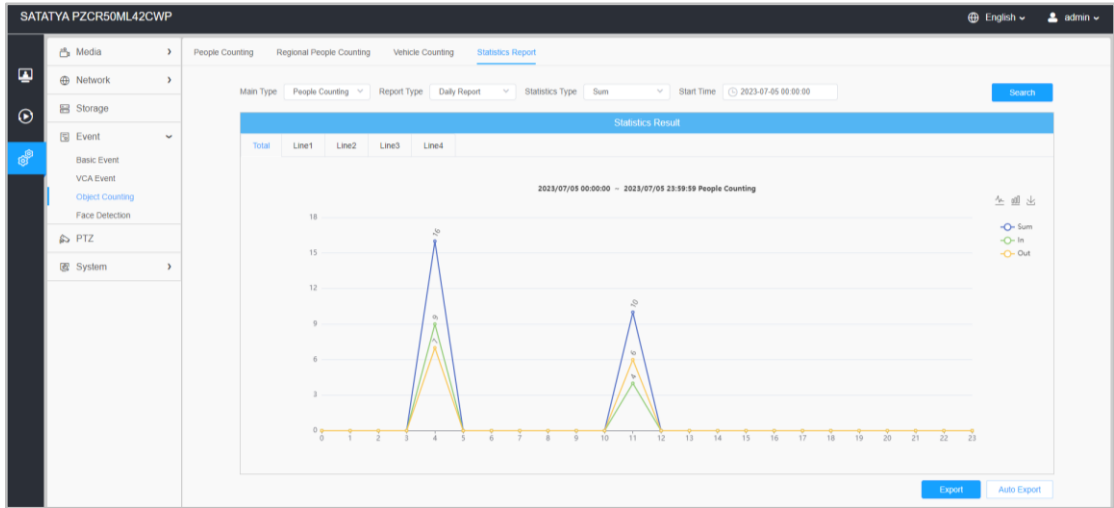 SATATYA PZCR50ML42CWP
English
admin
Media
Network
Storage
Event
Basic Event
VCA Event
Object Counting
Face Detection
PTZ
System
People Counting Regional People Counting Vehicle Counting Statistics Report
Main Type People Counting Report Type Daily Report Statistics Type Sum Start Time 2023-07-05 00:00:00 Search
Statistics Result
Total Line1 Line2 Line3 Line4
2023/07/05 00:00:00 ~ 2023/07/05 23:59:59 People Counting
Sum
In
Out
18
15
12
9
6
3
0
16
9
7
10
6
4
0 1 2 3 4 5 6 7 8 9 10 11 12 13 14 15 16 17 18 19 20 21 22 23
Export Auto Export